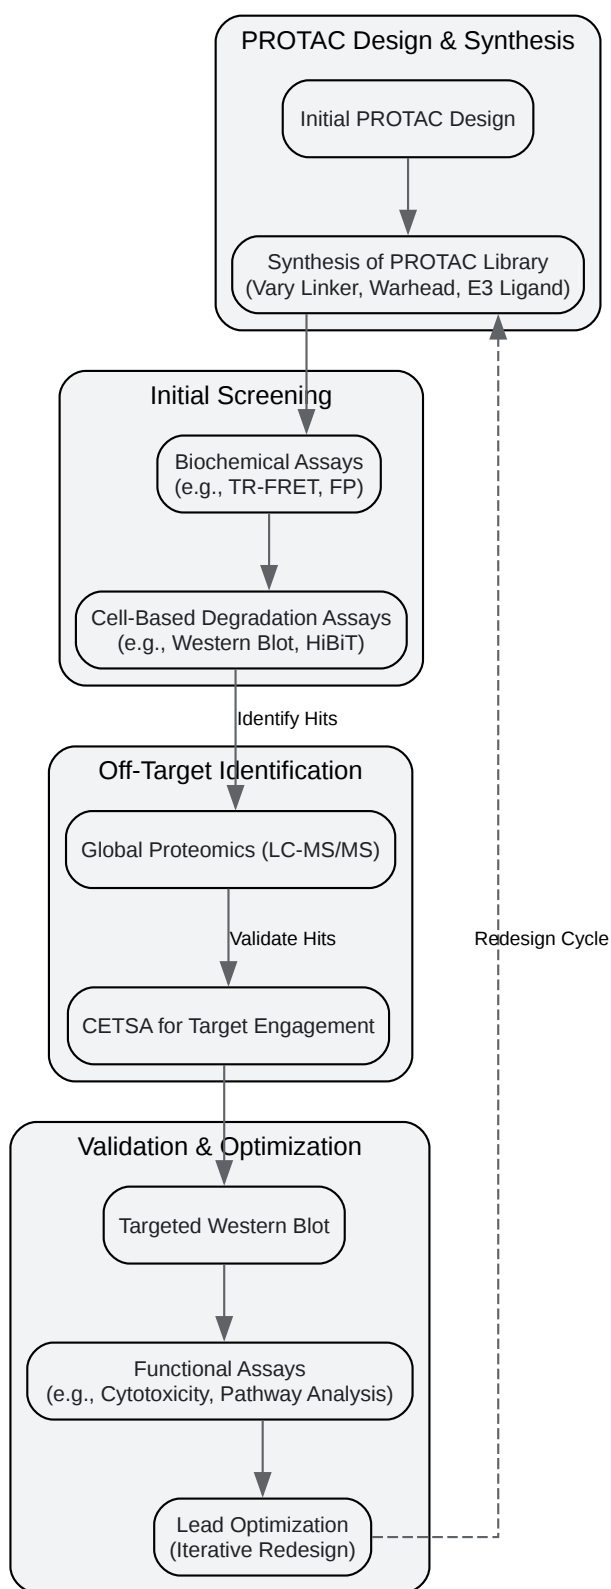 PROTAC Design & Synthesis
Initial PROTAC Design
Synthesis of PROTAC Library
(Vary Linker, Warhead, E3 Ligand)
Initial Screening
Biochemical Assays
(e.g., TR-FRET, FP)
Cell-Based Degradation Assays
(e.g., Western Blot, HiBiT)
Identify Hits
Off-Target Identification
Global Proteomics (LC-MS/MS)
Validate Hits
Redesign Cycle
CETSA for Target Engagement
Validation & Optimization
Targeted Western Blot
Functional Assays
(e.g., Cytotoxicity, Pathway Analysis)
Lead Optimization
(Iterative Redesign)